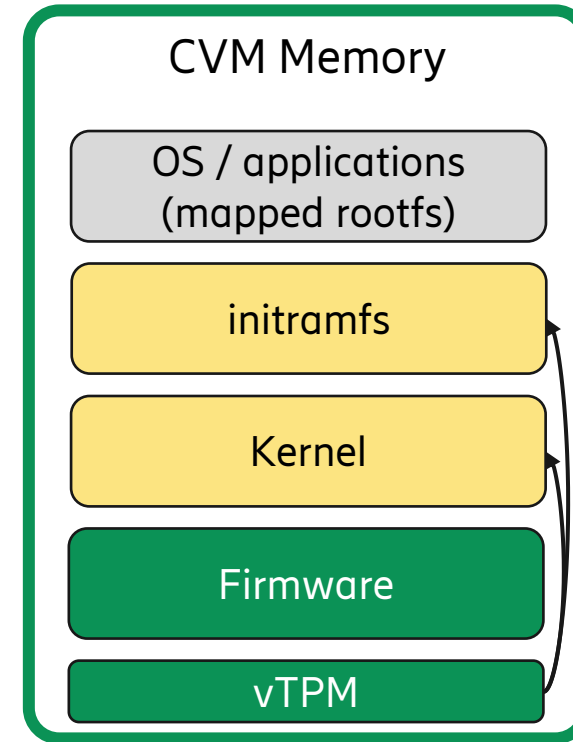 CVM Memory
OS / applications
(mapped rootfs)
initramfs
Kernel
Firmware
vTPM